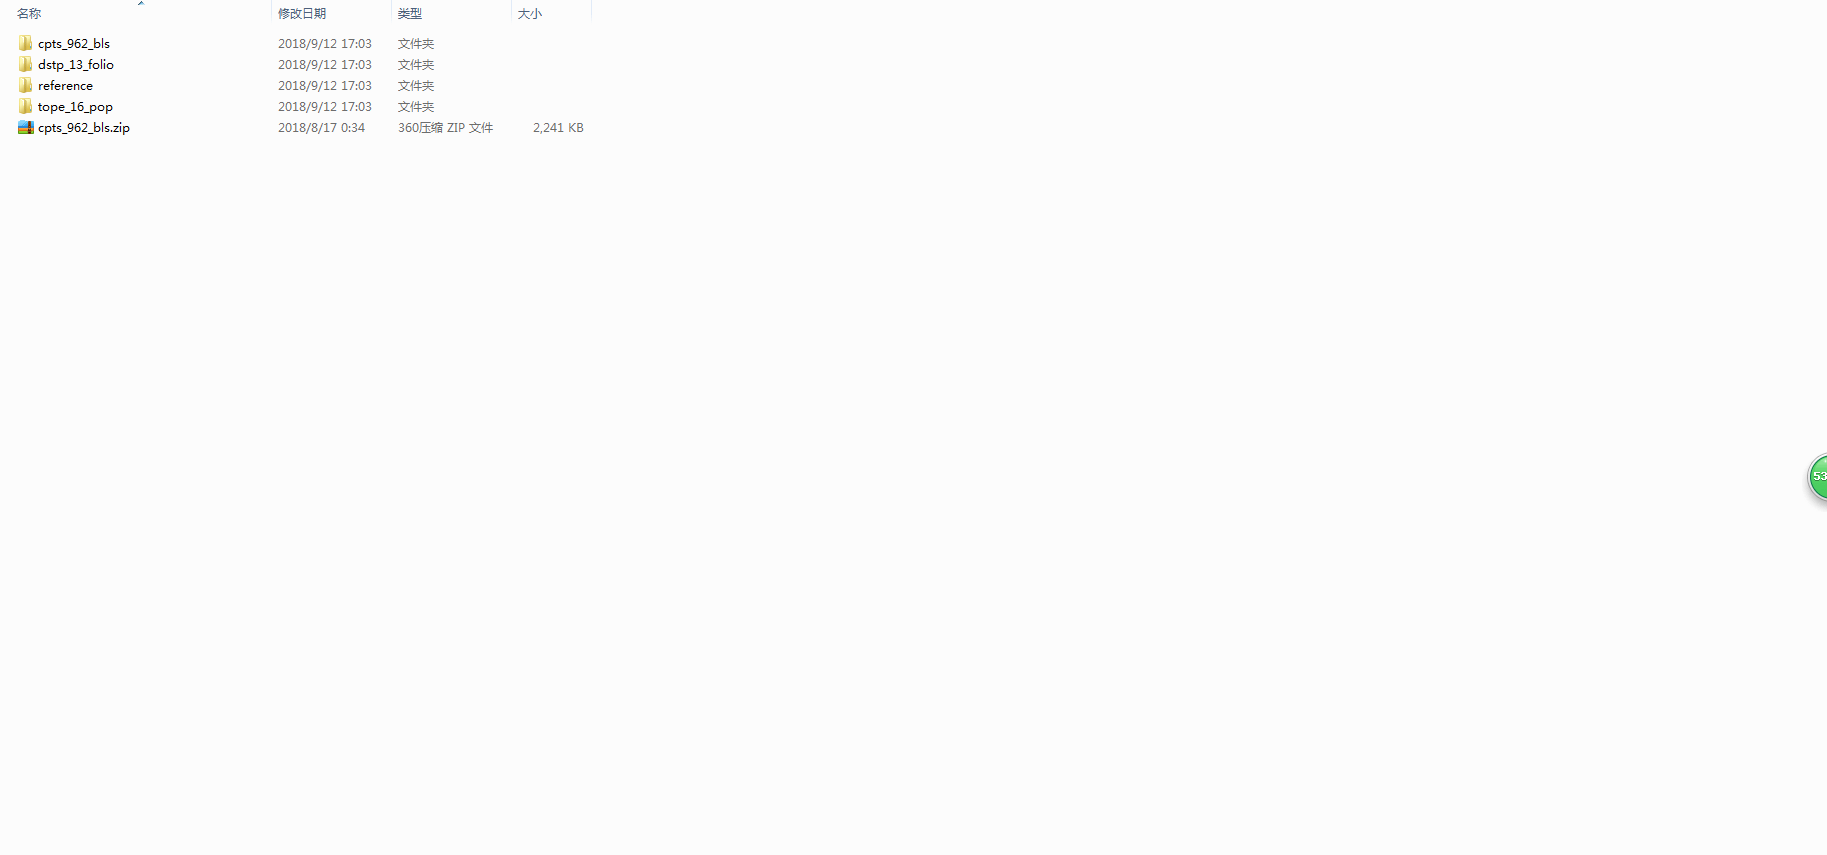 名称 修改日期 类型 大小
cpts_962_bls 2018/9/12 17:03 文件夹
dstp_13_folio 2018/9/12 17:03 文件夹
reference 2018/9/12 17:03 文件夹
tope_16_pop 2018/9/12 17:03 文件夹
cpts_962_bls.zip 2018/8/17 0:34 360压缩 ZIP 文件 2,241 KB
53